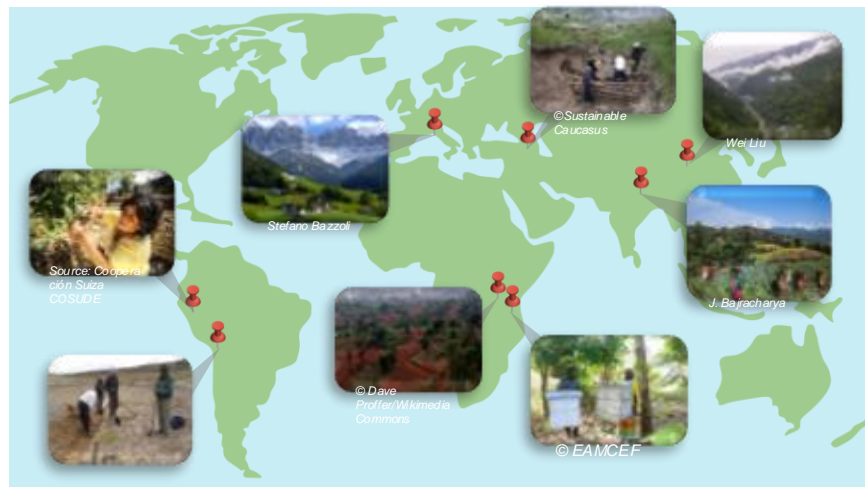 ©Sustainable
Caucasus
Wei Liu
Stefano Bazzoli
Source: Coopera
ción Suiza
COSUDE
J. Bajracharya
© Dave
Proffer/Wikimedia
Commons
© EAMCEF